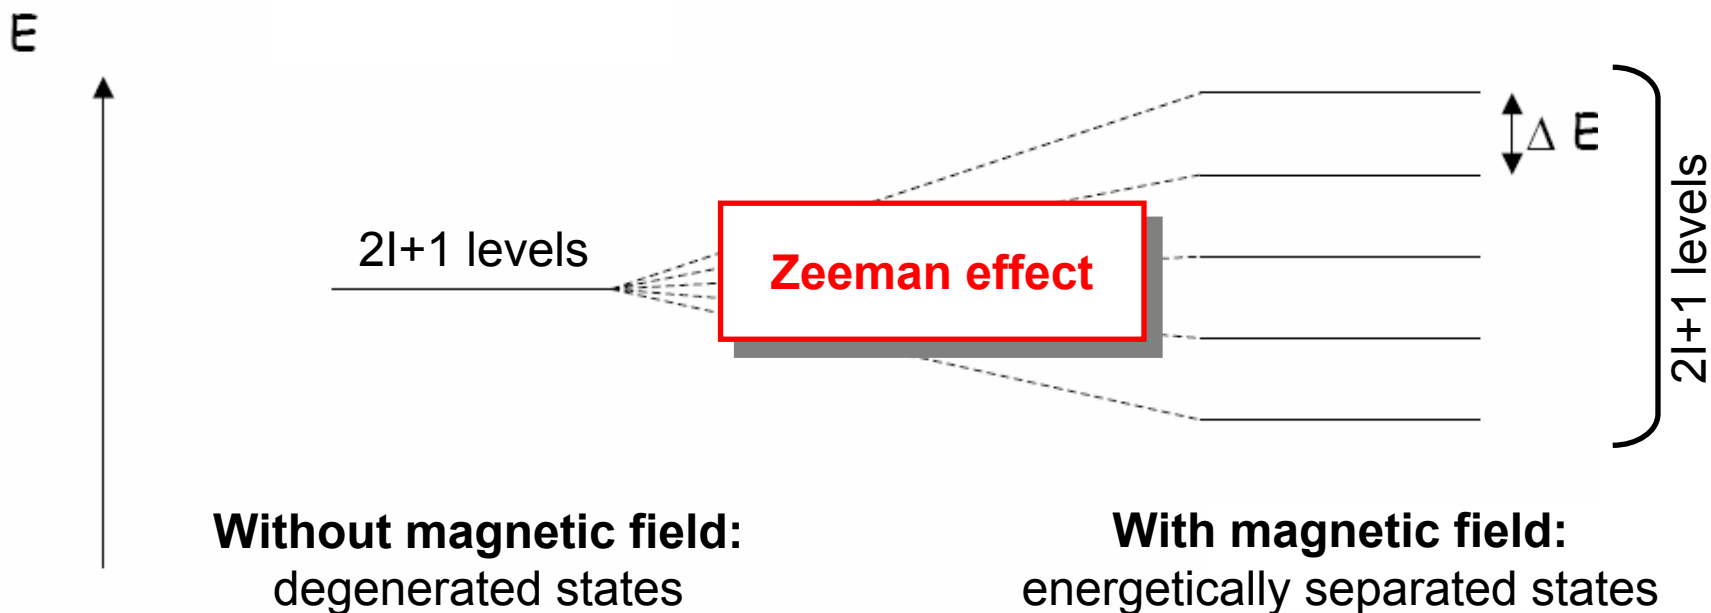 E
Δ E
2I+1 levels
Zeeman effect
2I+1 levels
Without magnetic field:
degenerated states
With magnetic field:
energetically separated states